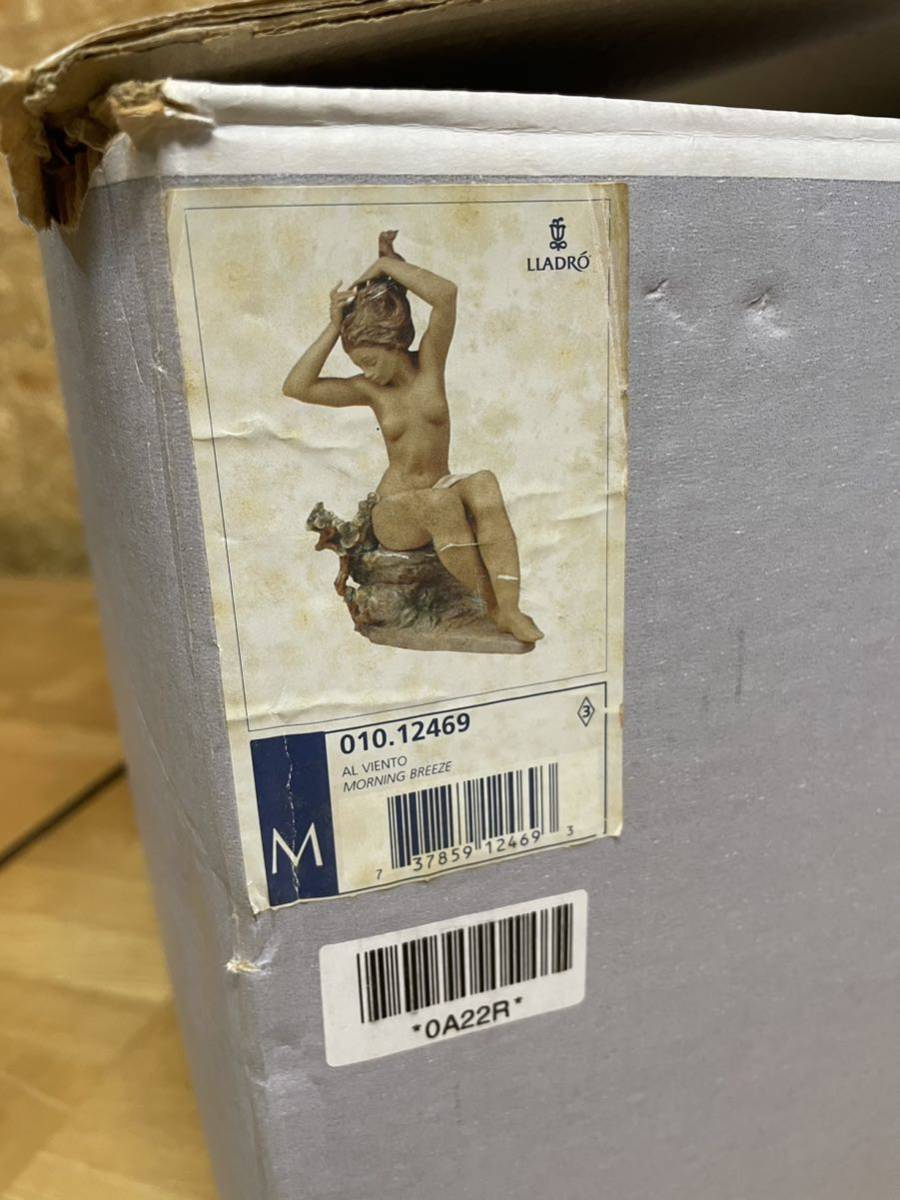 LLADRÓ
3
010.12469
AL VIENTO
MORNING BREEZE
M
7 37859 12469 3
*0A22R*